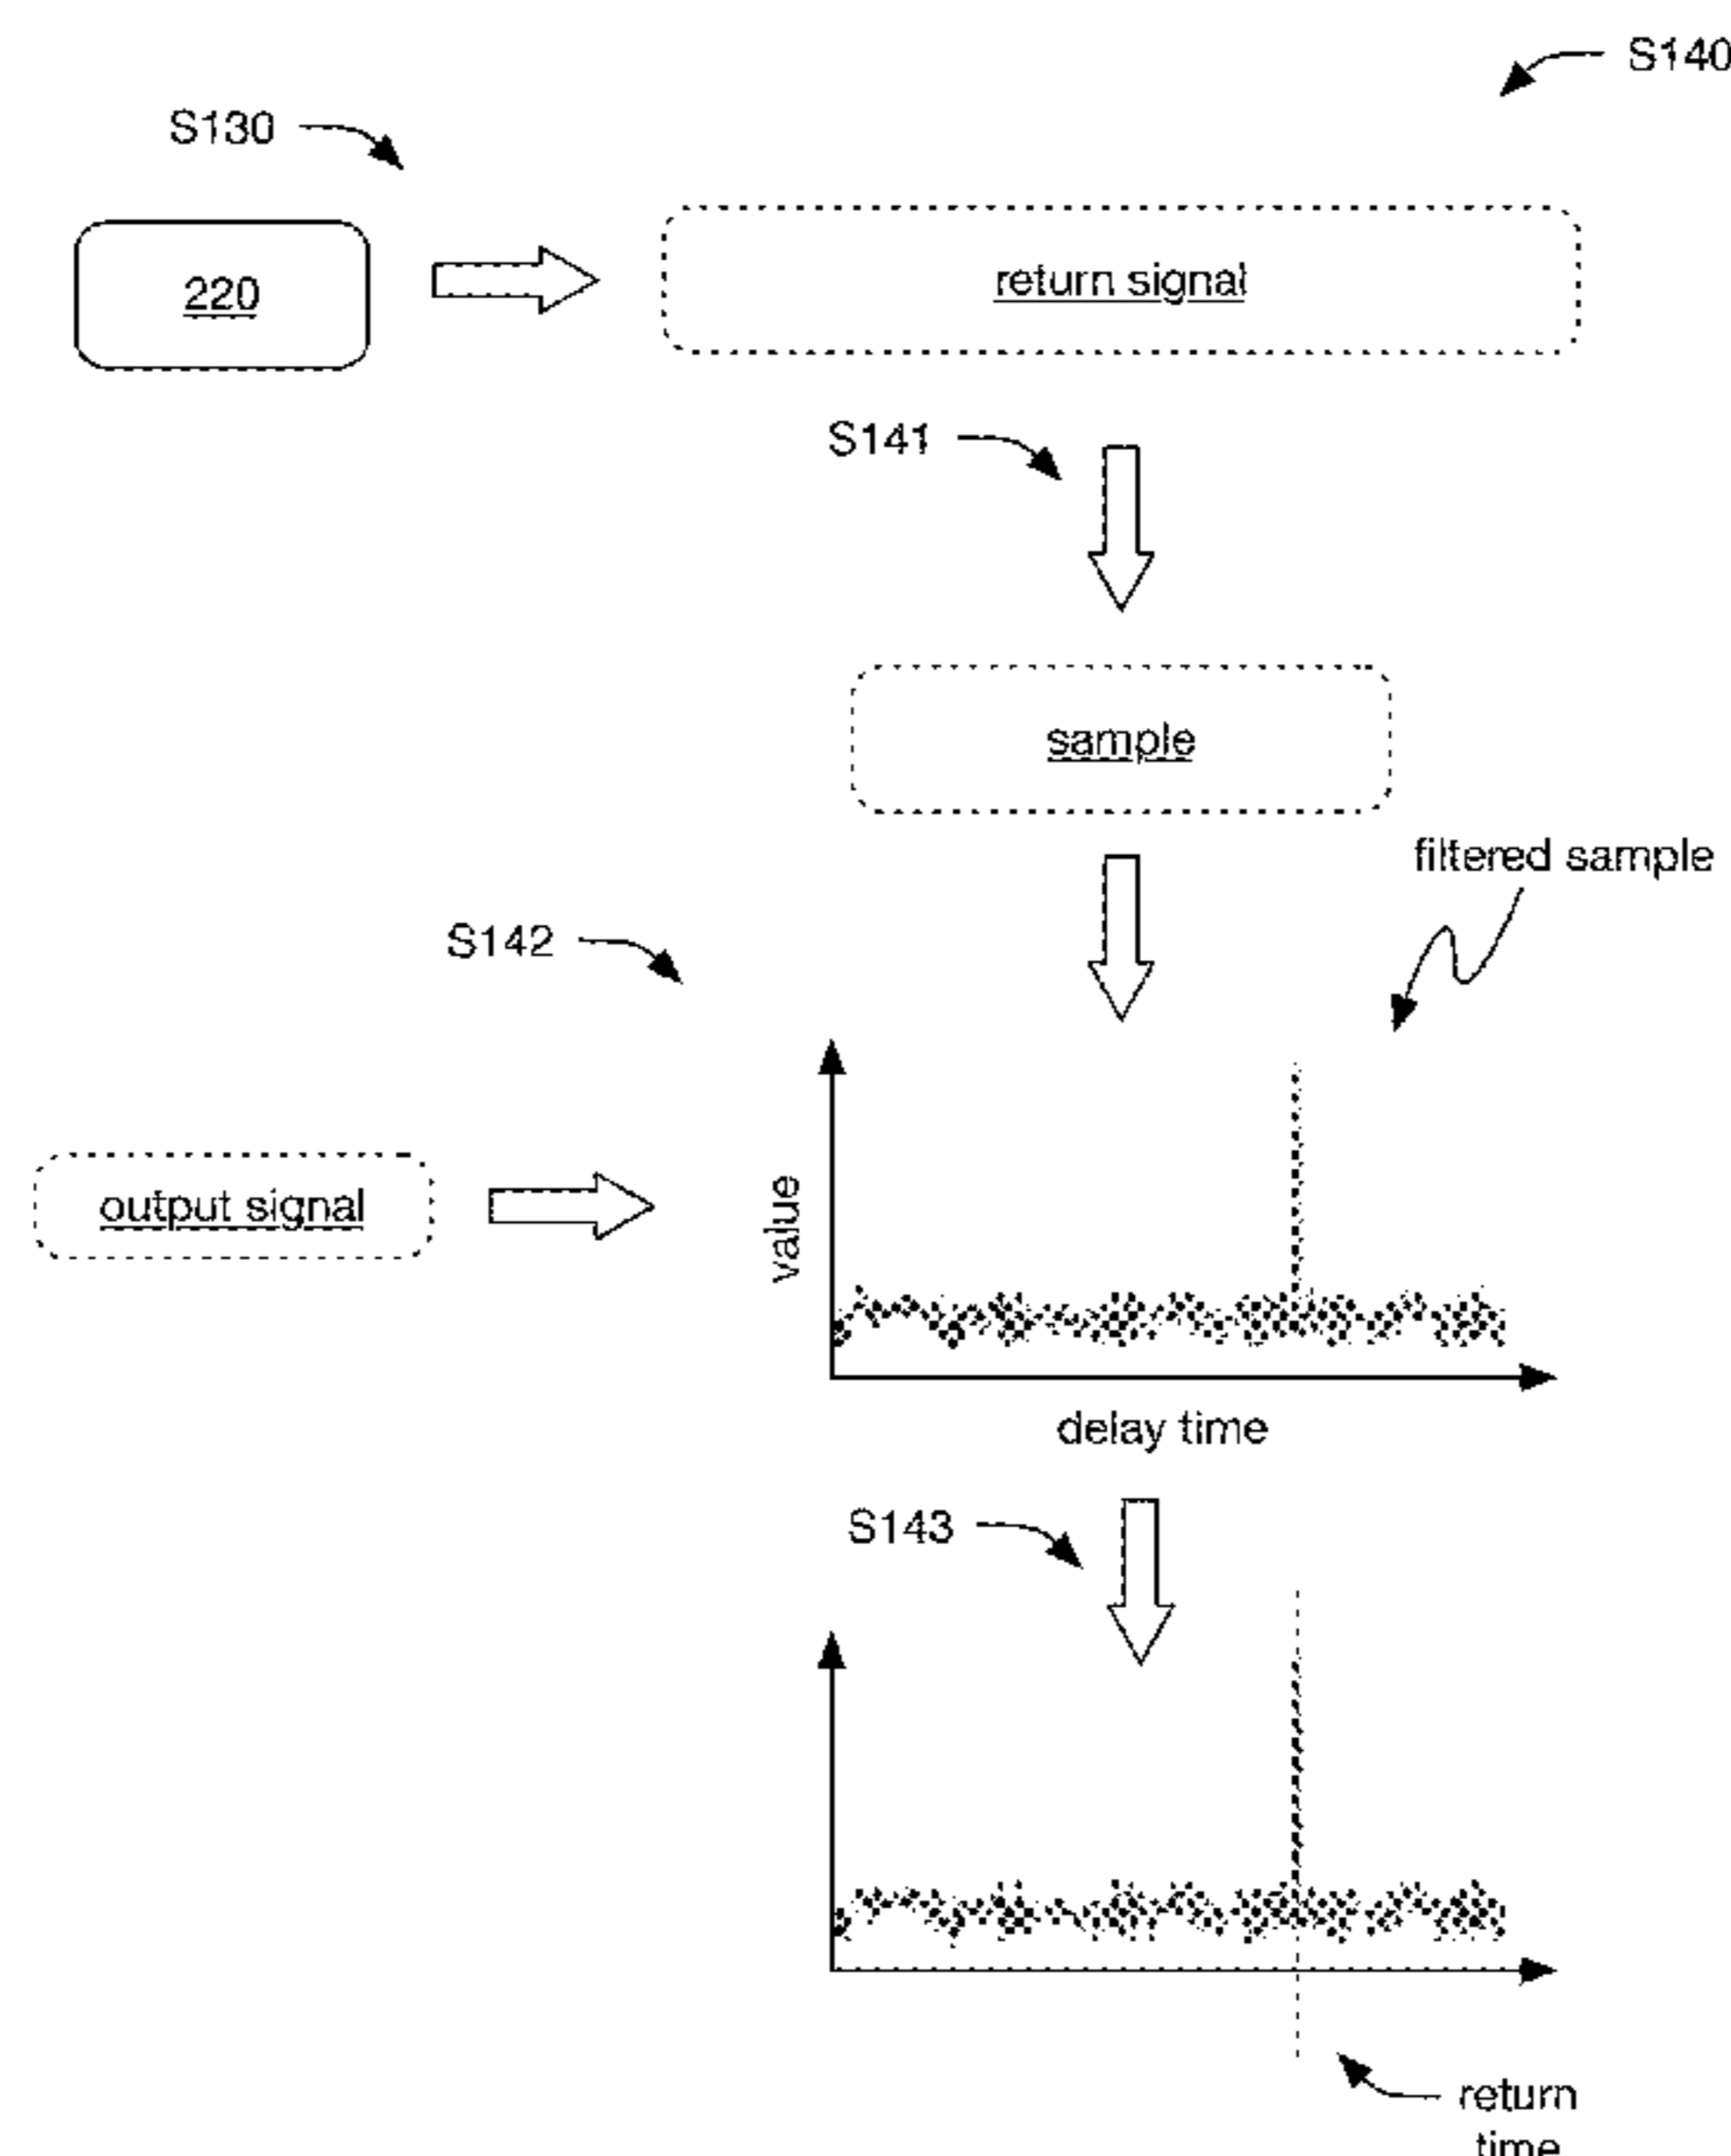 S140
S130
220
return signal
S141
sample
filtered sample
S142
output signal
value
delay time
S143
return
time